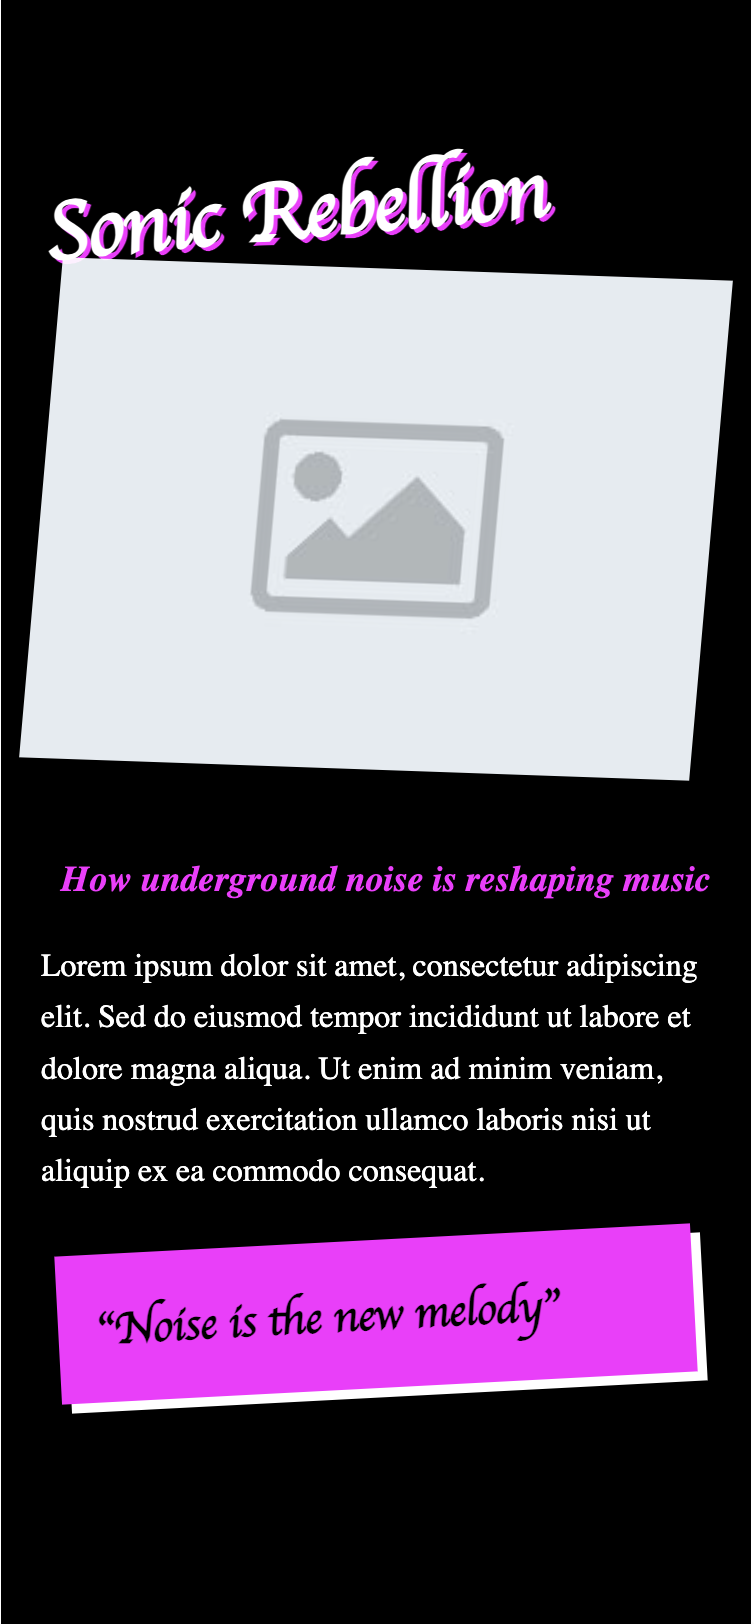 Sonic Rebellion
How underground noise is reshaping music
Lorem ipsum dolor sit amet, consectetur adipiscing
elit. Sed do eiusmod tempor incididunt ut labore et
dolore magna aliqua. Ut enim ad minim veniam,
quis nostrud exercitation ullamco laboris nisi ut
aliquip ex ea commodo consequat.
“Noise is the new melody”